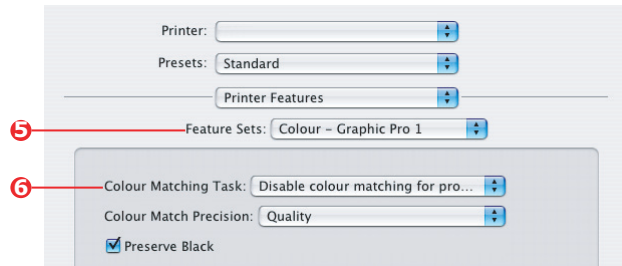 Printer:
Presets: Standard
Printer Features
5 Feature Sets: Colour – Graphic Pro 1
6 Colour Matching Task: Disable colour matching for pro...
Colour Match Precision: Quality
Preserve Black